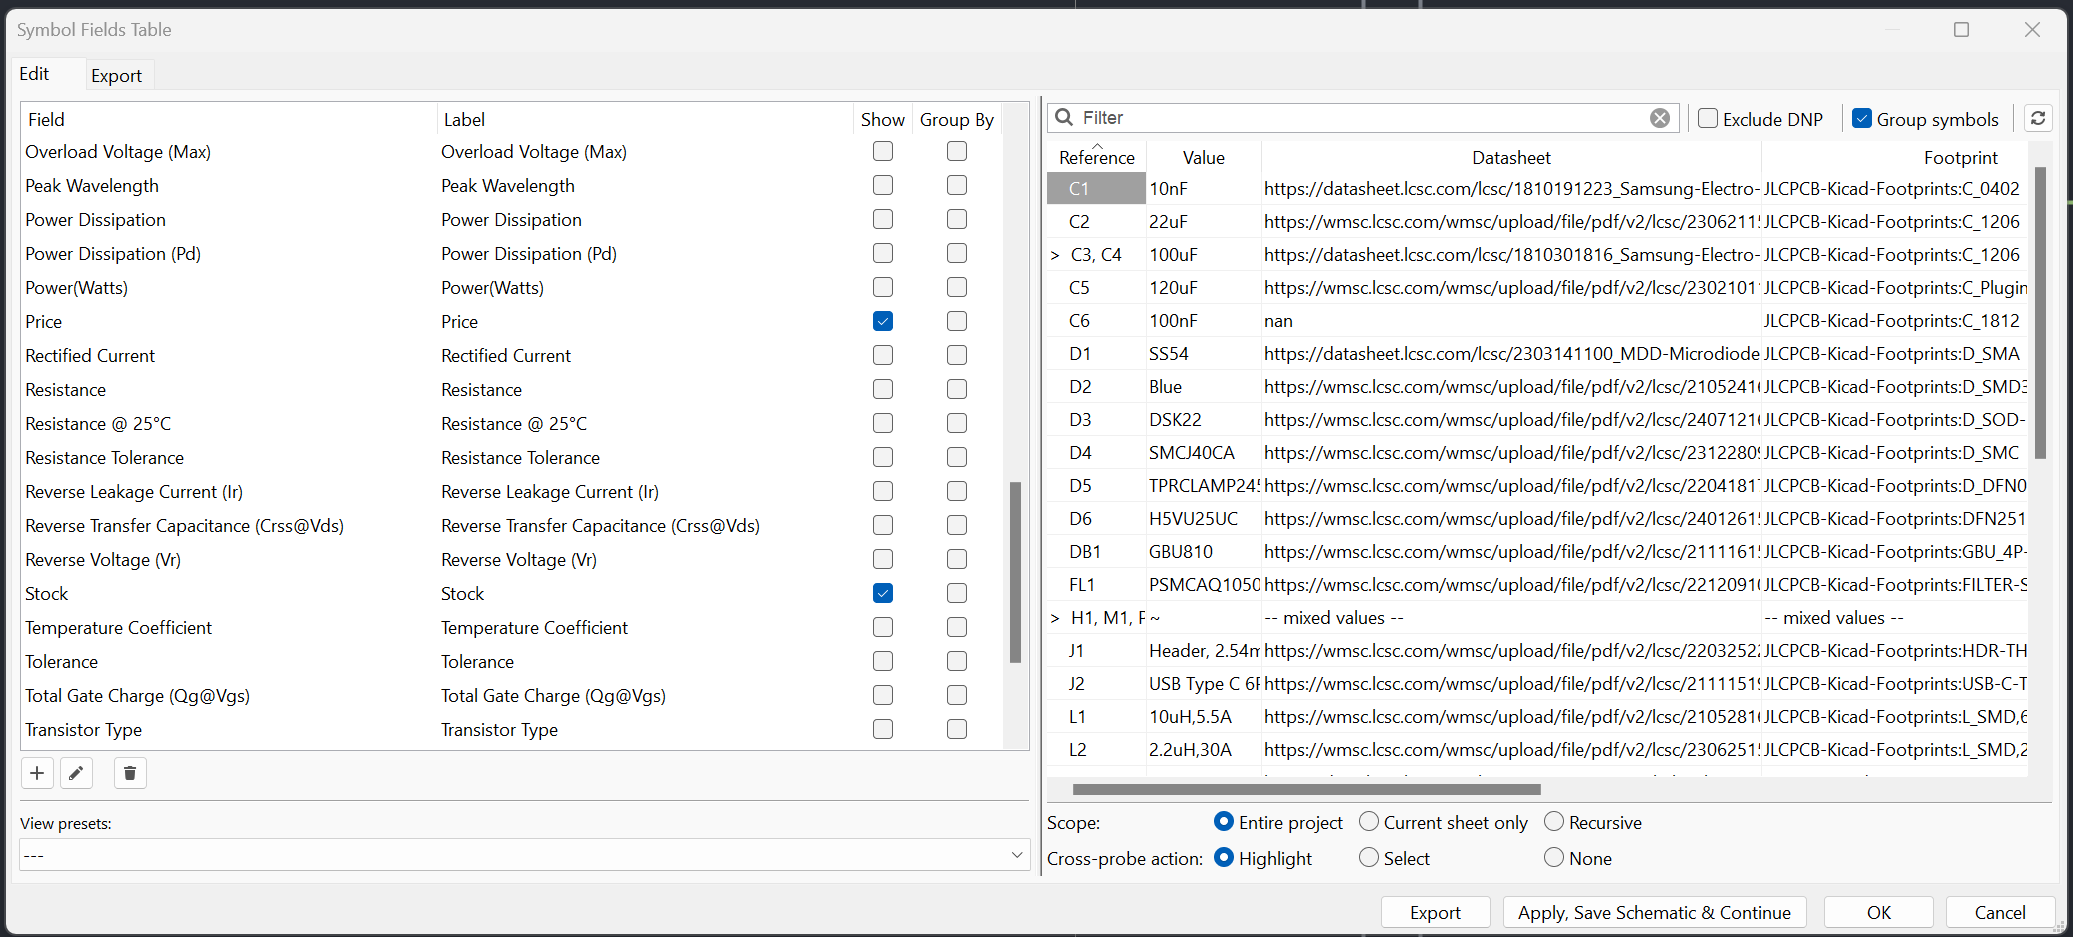 Symbol Fields Table
Edit
Export
Field Label Show Group By
Overload Voltage (Max) Overload Voltage (Max)
Peak Wavelength Peak Wavelength
Power Dissipation Power Dissipation
Power Dissipation (Pd) Power Dissipation (Pd)
Power(Watts) Power(Watts)
Price Price
Rectified Current Rectified Current
Resistance Resistance
Resistance @ 25°C Resistance @ 25°C
Resistance Tolerance Resistance Tolerance
Reverse Leakage Current (Ir) Reverse Leakage Current (Ir)
Reverse Transfer Capacitance (Crss@Vds) Reverse Transfer Capacitance (Crss@Vds)
Reverse Voltage (Vr) Reverse Voltage (Vr)
Stock Stock
Temperature Coefficient Temperature Coefficient
Tolerance Tolerance
Total Gate Charge (Qg@Vgs) Total Gate Charge (Qg@Vgs)
Transistor Type Transistor Type
View presets:
---
Filter
Exclude DNP
Group symbols
Reference Value Datasheet Footprint
C1 10nF https://datasheet.lcsc.com/lcsc/1810191223_Samsung-Electro- JLCPCB-Kicad-Footprints:C_0402
C2 22uF https://wmsc.lcsc.com/wmsc/upload/file/pdf/v2/lcsc/23062115 JLCPCB-Kicad-Footprints:C_1206
> C3, C4 100uF https://datasheet.lcsc.com/lcsc/1810301816_Samsung-Electro- JLCPCB-Kicad-Footprints:C_1206
C5 120uF https://wmsc.lcsc.com/wmsc/upload/file/pdf/v2/lcsc/2302101 JLCPCB-Kicad-Footprints:C_Plugin
C6 100nF nan JLCPCB-Kicad-Footprints:C_1812
D1 SS54 https://datasheet.lcsc.com/lcsc/2303141100_MDD-Microdiode JLCPCB-Kicad-Footprints:D_SMA
D2 Blue https://wmsc.lcsc.com/wmsc/upload/file/pdf/v2/lcsc/2105241 JLCPCB-Kicad-Footprints:D_SMD3
D3 DSK22 https://wmsc.lcsc.com/wmsc/upload/file/pdf/v2/lcsc/2407121 JLCPCB-Kicad-Footprints:D_SOD-
D4 SMCJ40CA https://wmsc.lcsc.com/wmsc/upload/file/pdf/v2/lcsc/2312280 JLCPCB-Kicad-Footprints:D_SMC
D5 TPRCLAMP245 https://wmsc.lcsc.com/wmsc/upload/file/pdf/v2/lcsc/2204181 JLCPCB-Kicad-Footprints:D_DFN0
D6 H5VU25UC https://wmsc.lcsc.com/wmsc/upload/file/pdf/v2/lcsc/2401261 JLCPCB-Kicad-Footprints:DFN251
DB1 GBU810 https://wmsc.lcsc.com/wmsc/upload/file/pdf/v2/lcsc/2111161 JLCPCB-Kicad-Footprints:GBU_4P-
FL1 PSMCAQ1050 https://wmsc.lcsc.com/wmsc/upload/file/pdf/v2/lcsc/2212091 JLCPCB-Kicad-Footprints:FILTER-S
> H1, M1, F ~ -- mixed values -- -- mixed values --
J1 Header, 2.54m https://wmsc.lcsc.com/wmsc/upload/file/pdf/v2/lcsc/2203252 JLCPCB-Kicad-Footprints:HDR-TH
J2 USB Type C 6P https://wmsc.lcsc.com/wmsc/upload/file/pdf/v2/lcsc/2111151 JLCPCB-Kicad-Footprints:USB-C-T
L1 10uH,5.5A https://wmsc.lcsc.com/wmsc/upload/file/pdf/v2/lcsc/2105281 JLCPCB-Kicad-Footprints:L_SMD,6
L2 2.2uH,30A https://wmsc.lcsc.com/wmsc/upload/file/pdf/v2/lcsc/2306251 JLCPCB-Kicad-Footprints:L_SMD,2
Scope: Entire project Current sheet only Recursive
Cross-probe action: Highlight Select None
Export
Apply, Save Schematic & Continue
OK
Cancel